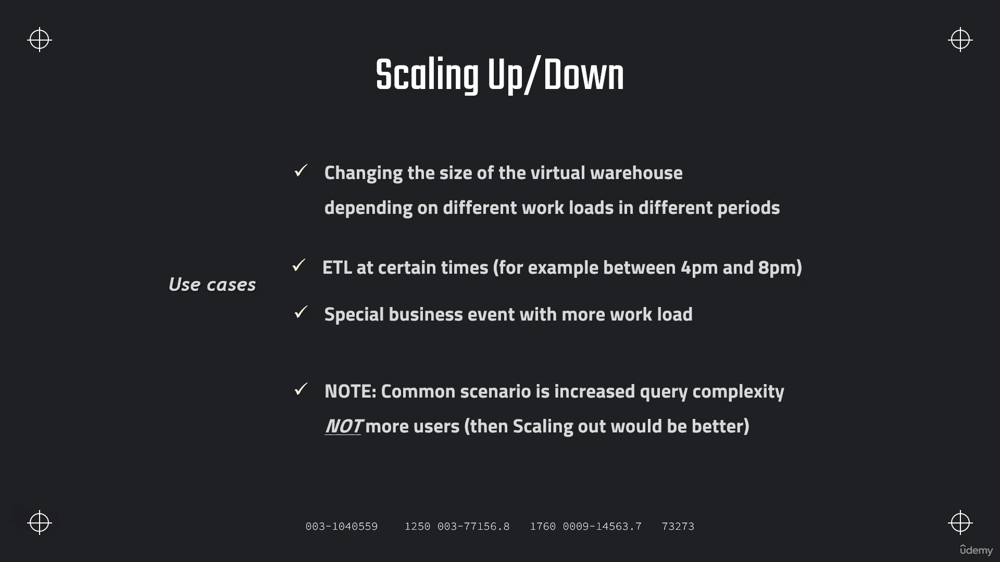 Scaling Up/Down
✓ Changing the size of the virtual warehouse
depending on different work loads in different periods
Use cases
✓ ETL at certain times (for example between 4pm and 8pm)
✓ Special business event with more work load
✓ NOTE: Common scenario is increased query complexity
NOT more users (then Scaling out would be better)
003-1040559 1250 003-77156.8 1760 0009-14563.7 73273
ûdemy